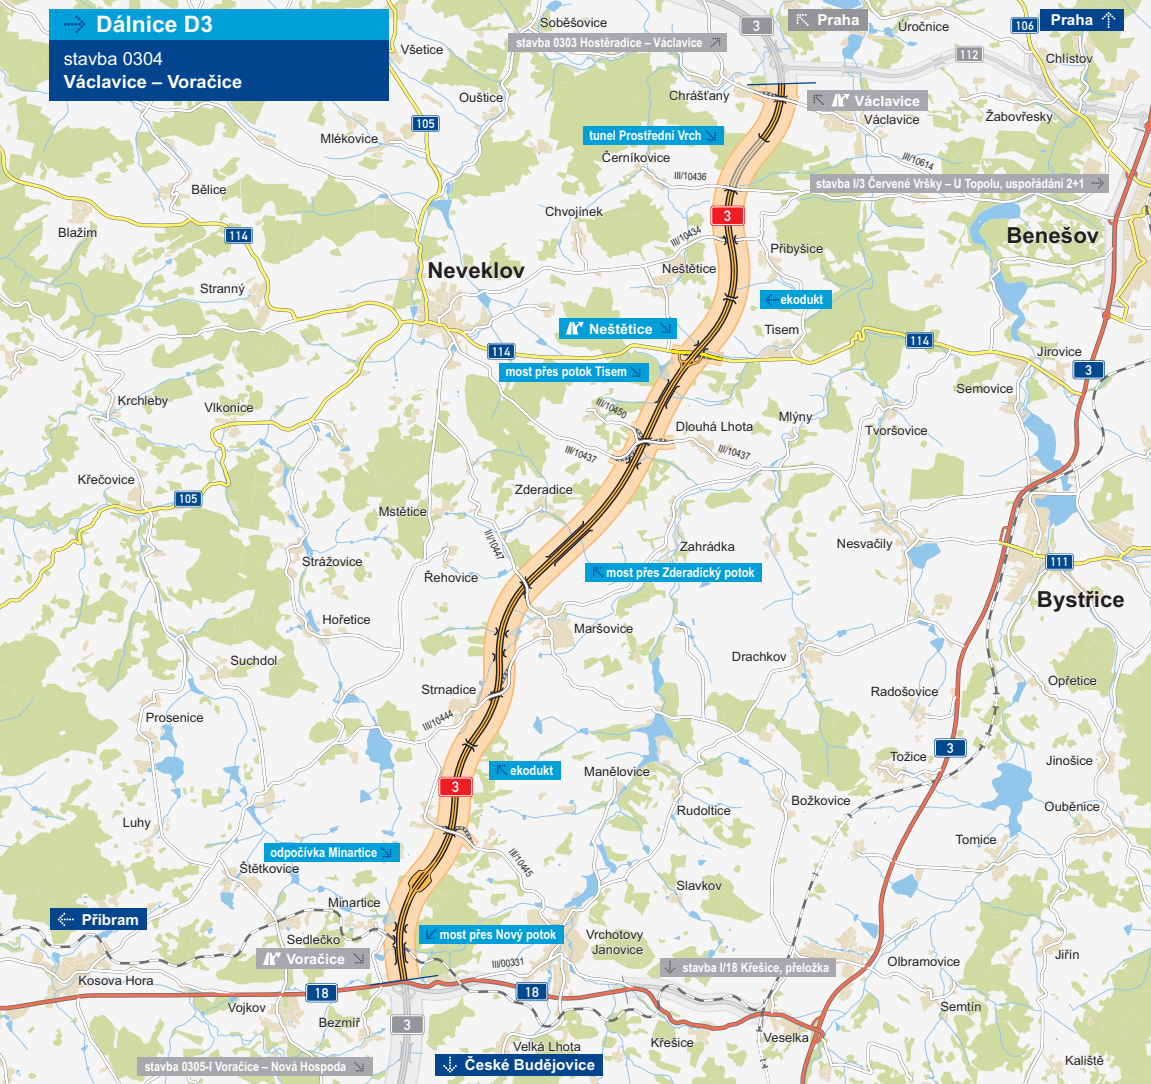 Dálnice D3
stavba 0304
Václavice – Voračice
Soběšovice
3
Praha
Úročnice
106
Praha
stavba 0303 Hostěradice – Václavice
Všetice
112
Chlístov
Chrášťany
Ouštice
Václavice
105
Václavice
Žabovřesky
Mlékovice
tunel Prostřední Vrch
Černíkovice
III/10614
III/10436
stavba I/3 Červené Vršky – U Topolu, uspořádání 2+1
Bělice
Chvojínek
3
Blažim
114
III/10434
Benešov
Přibyšice
Neveklov
Neštětice
Stranný
ekodukt
Neštětice
Tisem
114
114
Jirovice
most přes potok Tisem
3
Semovice
Krchleby
Vlkonice
III/10450
Mlýny
Dlouhá Lhota
Tvoršovice
III/10437
III/10437
Křečovice
105
Zderadice
Mstětice
III/10447
Zahrádka
Nesvačily
Strážovice
111
Řehovice
most přes Zderadický potok
Bystřice
Hořetice
Maršovice
Suchdol
Drachkov
Opřetice
Strnadice
Radošovice
Prosenice
III/10444
3
Tožice
Jinošice
ekodukt
Manělovice
3
Božkovice
Rudoltice
Ouběnice
Luhy
Tomice
odpočívka Minartice
III/10445
Štětkovice
Slavkov
Minartice
Příbram
most přes Nový potok
Vrchotovy
Janovice
Sedlečko
Voračice
Jiřín
III/00331
stavba I/18 Křešice, přeložka
Olbramovice
Kosova Hora
18
18
Vojkov
Semtín
Bezmíř
3
Veselka
Křešice
Velká Lhota
Kaliště
stavba 0305-I Voračice – Nová Hospoda
České Budějovice